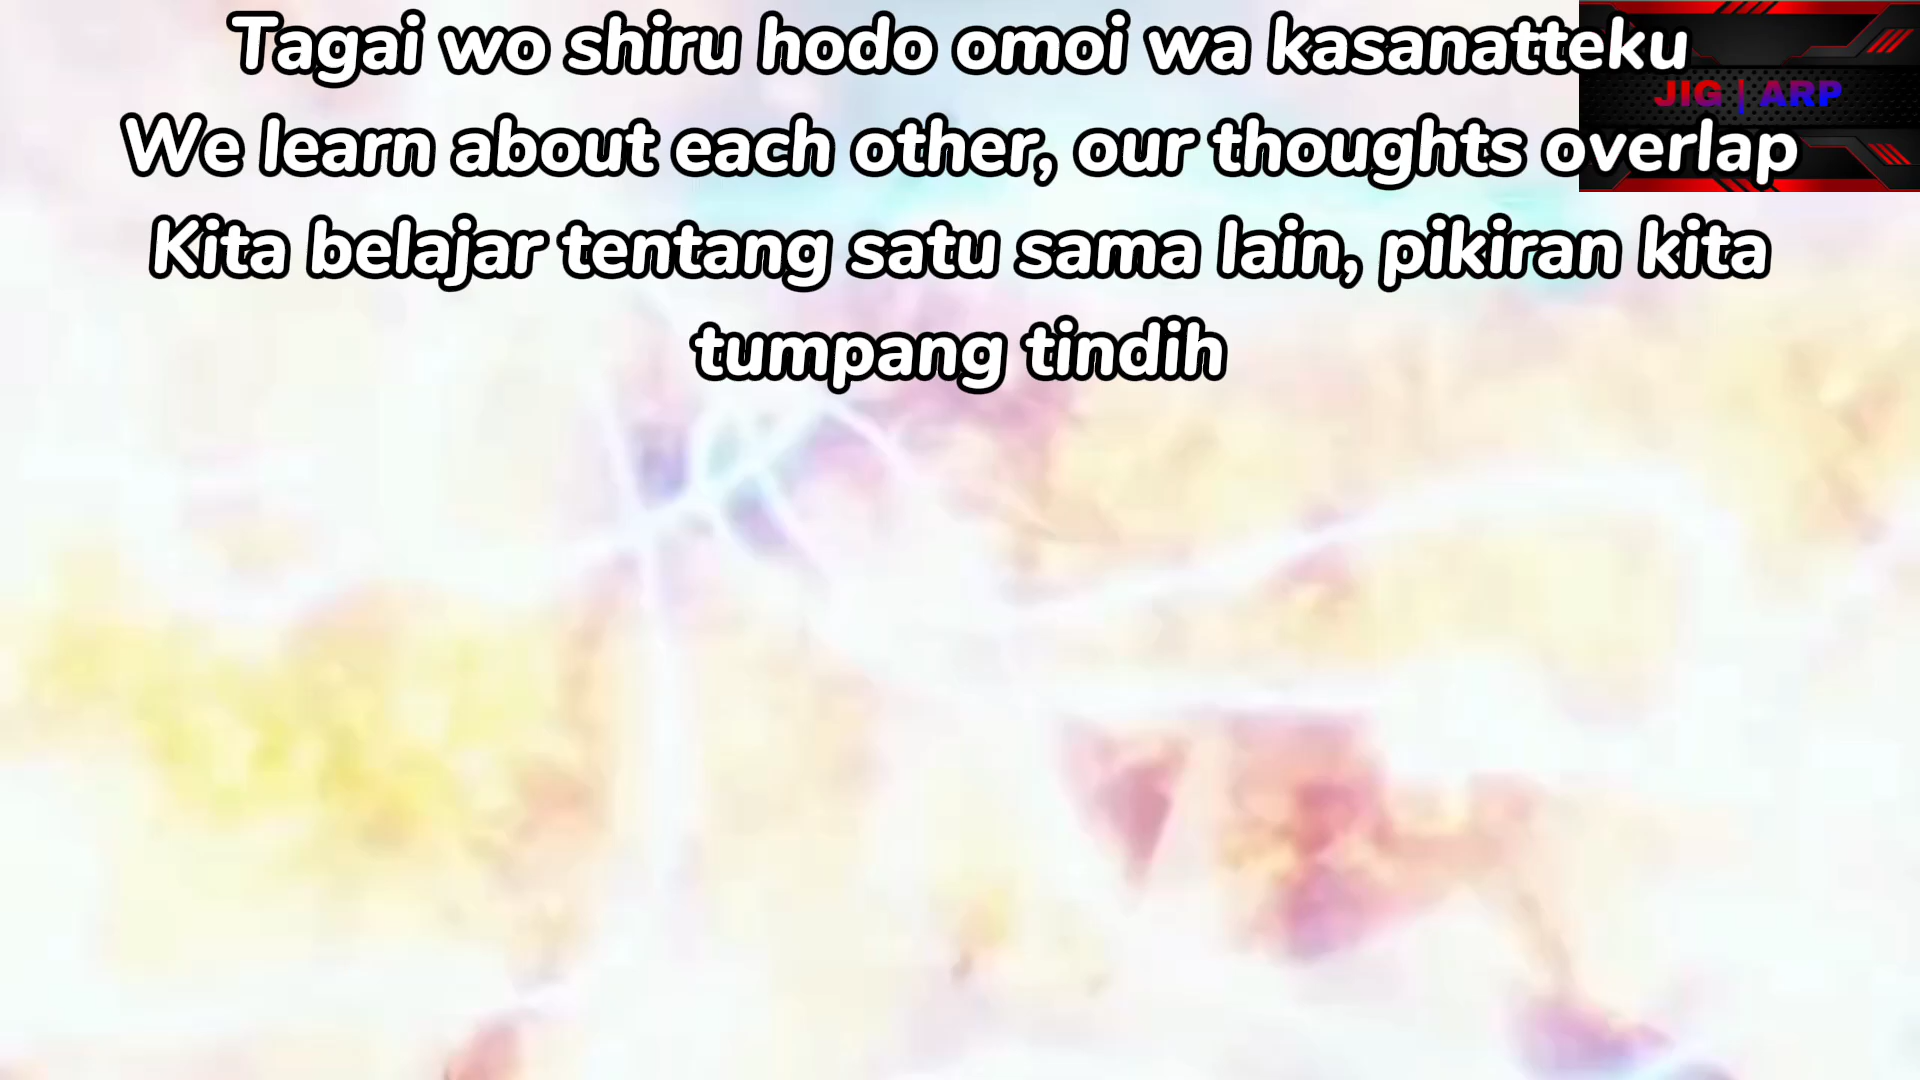 Tagai wo shiru hodo omoi wa kasanatteku
JIG | ARP
We learn about each other, our thoughts overlap
Kita belajar tentang satu sama lain, pikiran kita
tumpang tindih